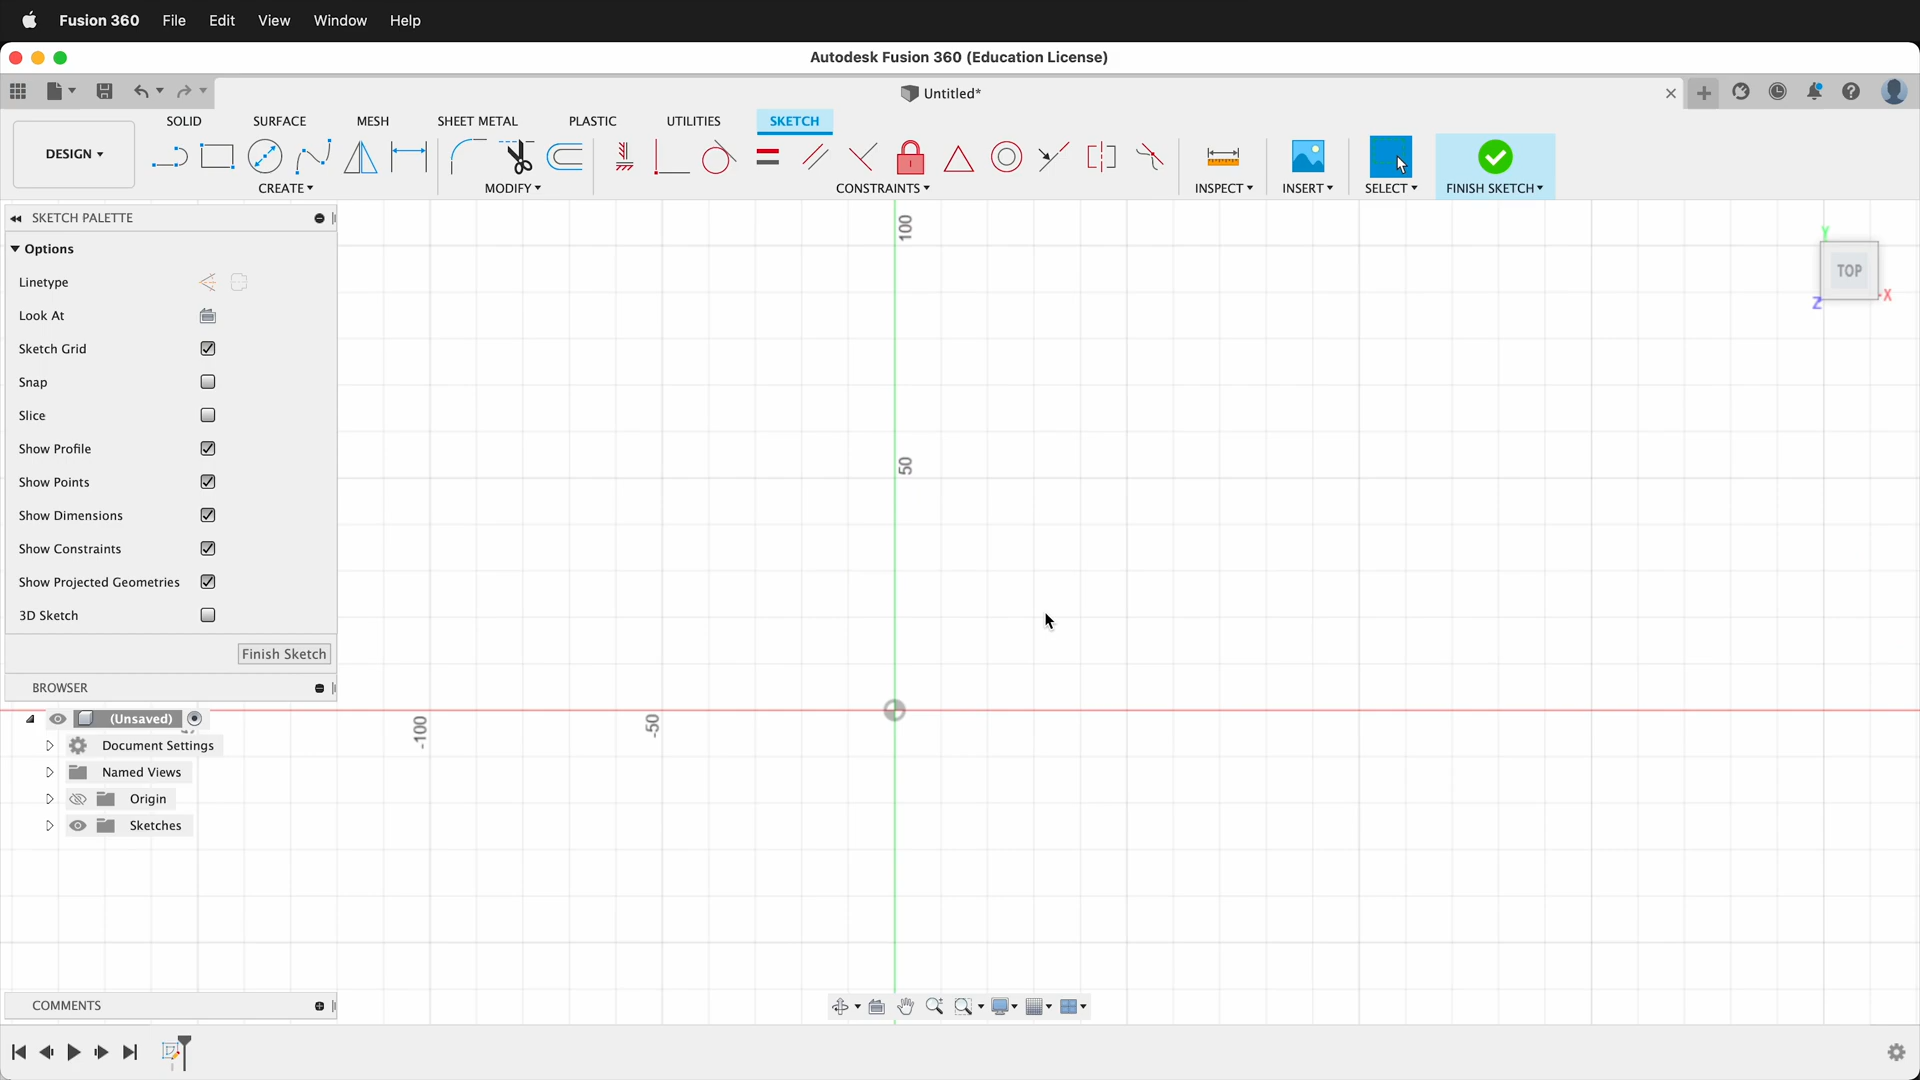 Fusion 360 File Edit View Window Help
Autodesk Fusion 360 (Education License)
Untitled*
SOLID SURFACE MESH SHEET METAL PLASTIC UTILITIES SKETCH
DESIGN
CREATE MODIFY CONSTRAINTS INSPECT INSERT SELECT FINISH SKETCH
SKETCH PALETTE
Options
Linetype
Look At
Sketch Grid
Snap
Slice
Show Profile
Show Points
Show Dimensions
Show Constraints
Show Projected Geometries
3D Sketch
Finish Sketch
BROWSER
(Unsaved)
Document Settings
Named Views
Origin
Sketches
COMMENTS
100
50
-100
-50
Y
TOP
X
Z